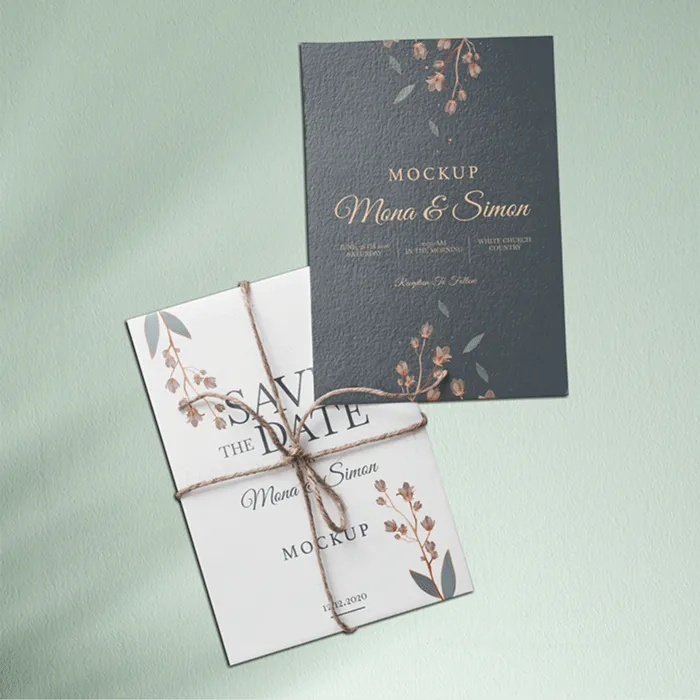 MOCKUP
Mona & Simon
SATURDAY
IN THE MORNING
WHITE CHURCH
COUNTRY
Reception To Follow
SAVE
THE DATE
Mona & Simon
MOCKUP
12.12.2020